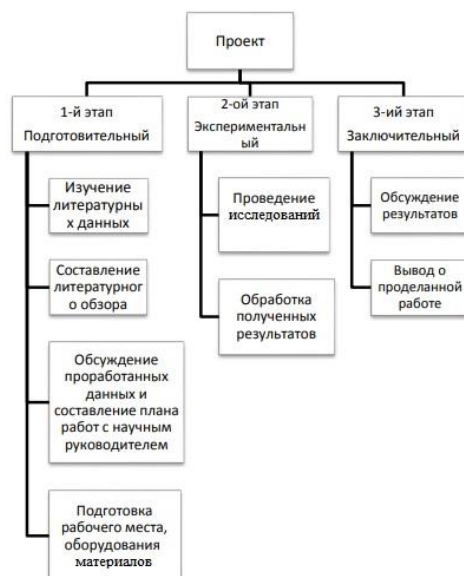 Проект
1-й этап
Подготовительный
Изучение
литературны
х данных
Составление
литературног
о обзора
Обсуждение
проработанных
данных и
составление плана
работ с научным
руководителем
Подготовка
рабочего места,
оборудования
материалов
2-ой этап
Экспериментальн
ый
Проведение
исследований
Обработка
полученных
результатов
3-ий этап
Заключительный
Обсуждение
результатов
Вывод о
проделанной
работе